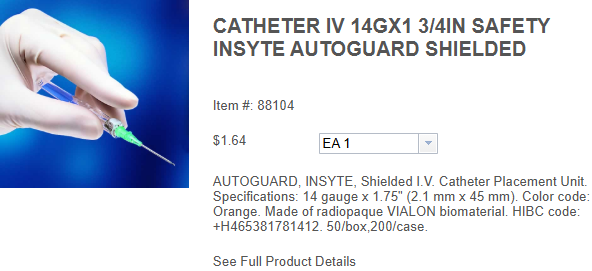 CATHETER IV 14GX1 3/4IN SAFETY
INSYTE AUTOGUARD SHIELDED
Item #: 88104
$1.64
EA 1
AUTOGUARD, INSYTE, Shielded I.V. Catheter Placement Unit.
Specifications: 14 gauge x 1.75" (2.1 mm x 45 mm). Color code:
Orange. Made of radiopaque VIALON biomaterial. HIBC code:
+H465381781412. 50/box,200/case.
See Full Product Details